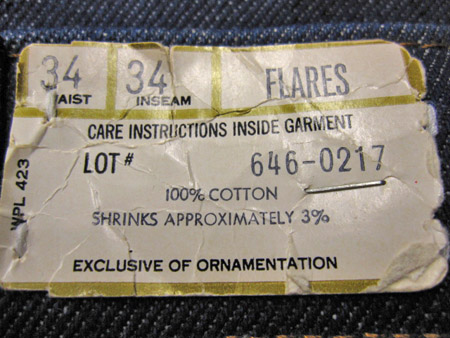 34 34 FLARES
WAIST INSEAM
CARE INSTRUCTIONS INSIDE GARMENT
LOT # 646-0217
100% COTTON
SHRINKS APPROXIMATELY 3%
WPL 423
EXCLUSIVE OF ORNAMENTATION